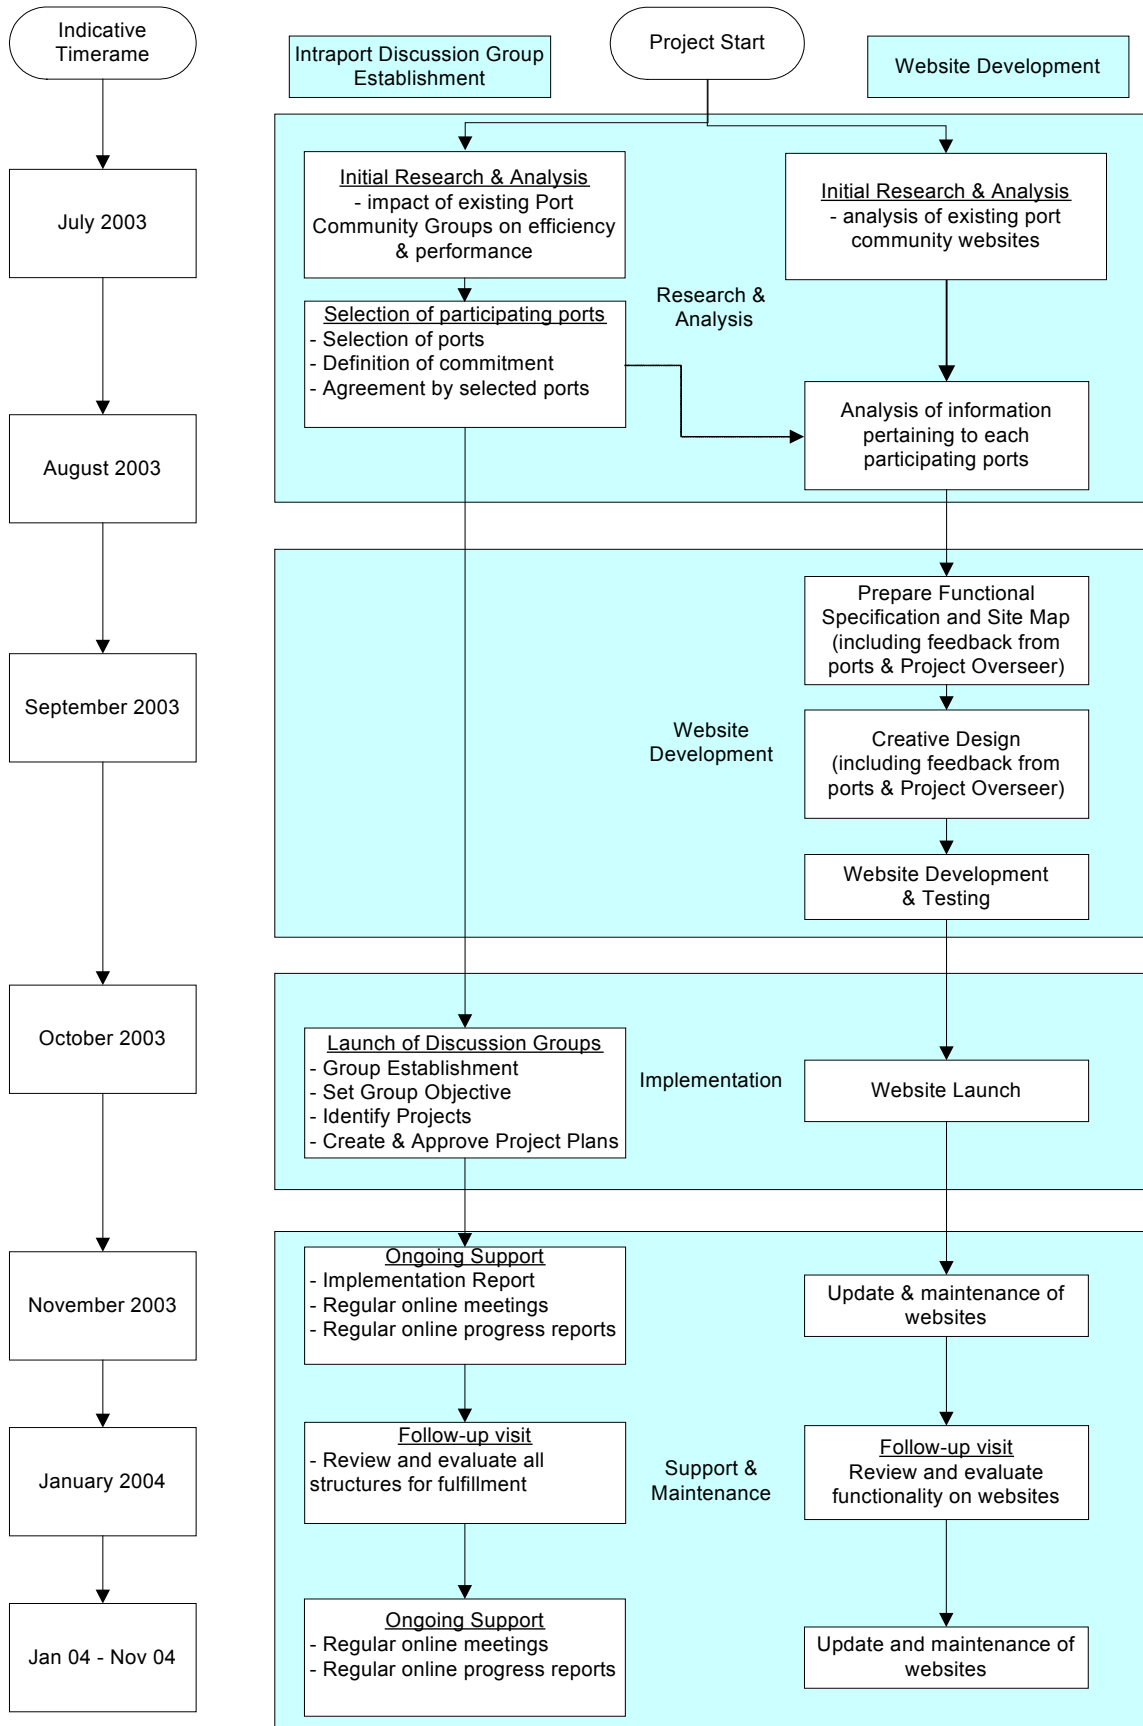 Indicative
Timerame
July 2003
August 2003
September 2003
October 2003
November 2003
January 2004
Jan 04 - Nov 04
Intraport Discussion Group
Establishment
Project Start
Website Development
Initial Research & Analysis
- impact of existing Port
Community Groups on efficiency
& performance
Initial Research & Analysis
- analysis of existing port
community websites
Research &
Analysis
Selection of participating ports
- Selection of ports
- Definition of commitment
- Agreement by selected ports
Analysis of information
pertaining to each
participating ports
Prepare Functional
Specification and Site Map
(including feedback from
ports & Project Overseer)
Website
Development
Creative Design
(including feedback from
ports & Project Overseer)
Website Development
& Testing
Launch of Discussion Groups
- Group Establishment
- Set Group Objective
- Identify Projects
- Create & Approve Project Plans
Implementation
Website Launch
Ongoing Support
- Implementation Report
- Regular online meetings
- Regular online progress reports
Update & maintenance of
websites
Follow-up visit
- Review and evaluate all
structures for fulfillment
Support &
Maintenance
Follow-up visit
Review and evaluate
functionality on websites
Ongoing Support
- Regular online meetings
- Regular online progress reports
Update and maintenance of
websites